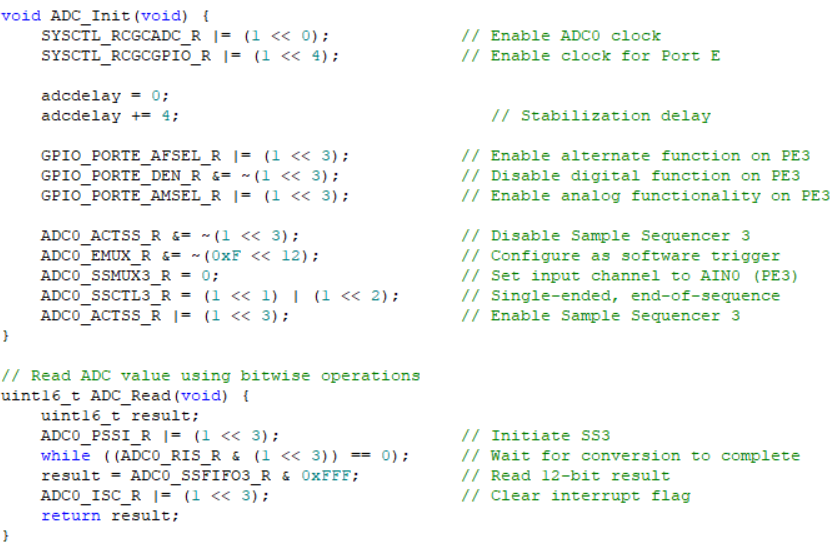 void ADC_Init(void) {
    SYSCTL_RCGCADC_R |= (1 << 0);             // Enable ADC0 clock
    SYSCTL_RCGCGPIO_R |= (1 << 4);            // Enable clock for Port E

    adcdelay = 0;
    adcdelay += 4;                               // Stabilization delay

    GPIO_PORTE_AFSEL_R |= (1 << 3);           // Enable alternate function on PE3
    GPIO_PORTE_DEN_R &= ~(1 << 3);            // Disable digital function on PE3
    GPIO_PORTE_AMSEL_R |= (1 << 3);           // Enable analog functionality on PE3

    ADC0_ACTSS_R &= ~(1 << 3);                // Disable Sample Sequencer 3
    ADC0_EMUX_R &= ~(0xF << 12);              // Configure as software trigger
    ADC0_SSMUX3_R = 0;                        // Set input channel to AIN0 (PE3)
    ADC0_SSCTL3_R = (1 << 1) | (1 << 2);      // Single-ended, end-of-sequence
    ADC0_ACTSS_R |= (1 << 3);                 // Enable Sample Sequencer 3
}

// Read ADC value using bitwise operations
uint16_t ADC_Read(void) {
    uint16_t result;
    ADC0_PSSI_R |= (1 << 3);                  // Initiate SS3
    while ((ADC0_RIS_R & (1 << 3)) == 0);     // Wait for conversion to complete
    result = ADC0_SSFIFO3_R & 0xFFF;          // Read 12-bit result
    ADC0_ISC_R |= (1 << 3);                   // Clear interrupt flag
    return result;
}